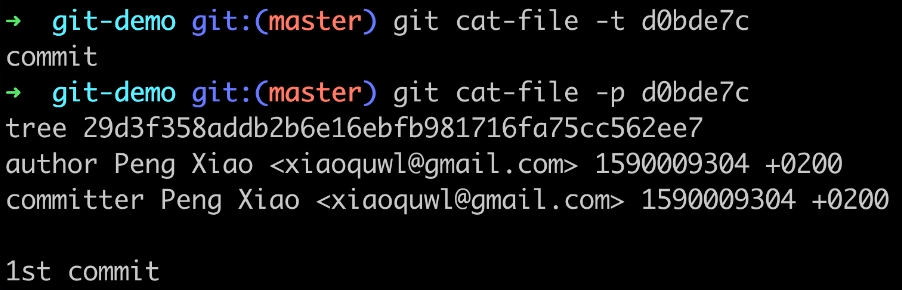 ➜  git-demo git:(master) git cat-file -t d0bde7c
commit
➜  git-demo git:(master) git cat-file -p d0bde7c
tree 29d3f358addb2b6e16ebfb981716fa75cc562ee7
author Peng Xiao <xiaoquwl@gmail.com> 1590009304 +0200
committer Peng Xiao <xiaoquwl@gmail.com> 1590009304 +0200
1st commit